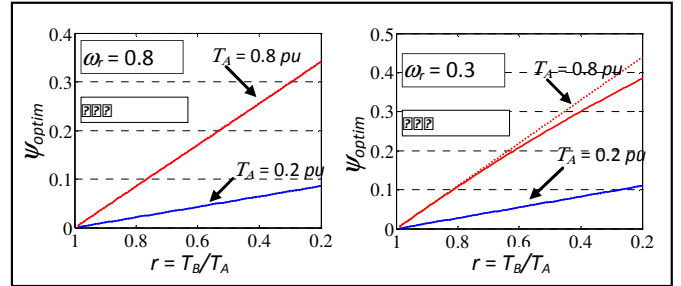 ω_r = 0.8
T_A = 0.8 pu
T_A = 0.2 pu
ψ_optim
0.4
0.3
0.2
0.1
0
1 0.8 0.6 0.4 0.2
r = T_B/T_A
ω_r = 0.3
T_A = 0.8 pu
T_A = 0.2 pu
ψ_optim
0.5
0.4
0.3
0.2
0.1
0
1 0.8 0.6 0.4 0.2
r = T_B/T_A